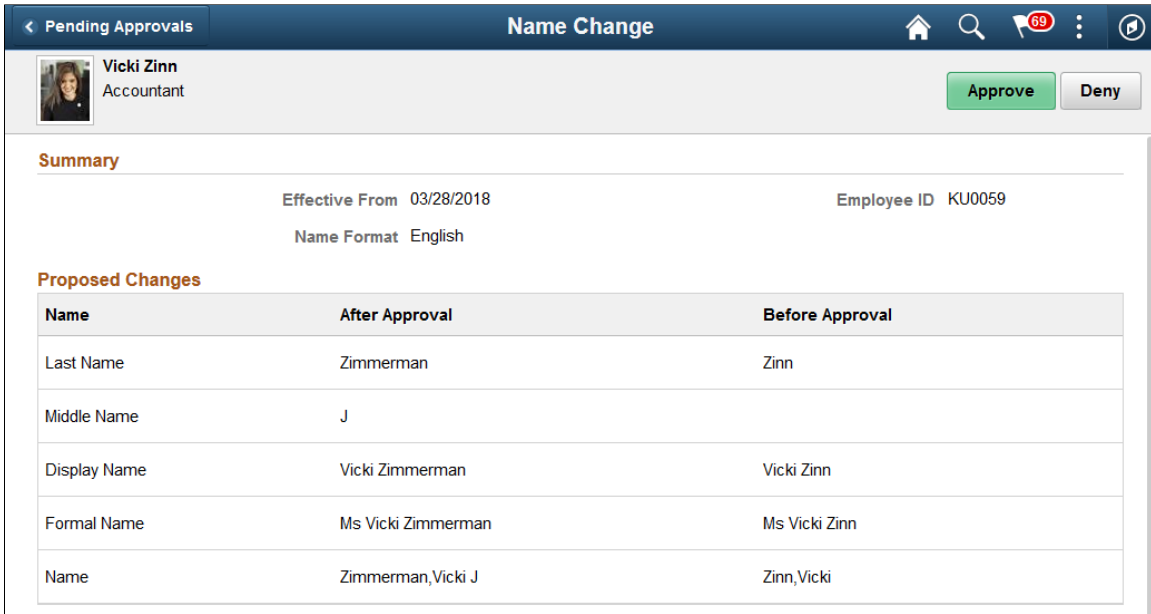 Pending Approvals
Name Change
69
Vicki Zinn
Accountant
Approve
Deny
Summary
Effective From 03/28/2018
Employee ID KU0059
Name Format English
Proposed Changes
Name After Approval Before Approval
Last Name Zimmerman Zinn
Middle Name J
Display Name Vicki Zimmerman Vicki Zinn
Formal Name Ms Vicki Zimmerman Ms Vicki Zinn
Name Zimmerman,Vicki J Zinn,Vicki